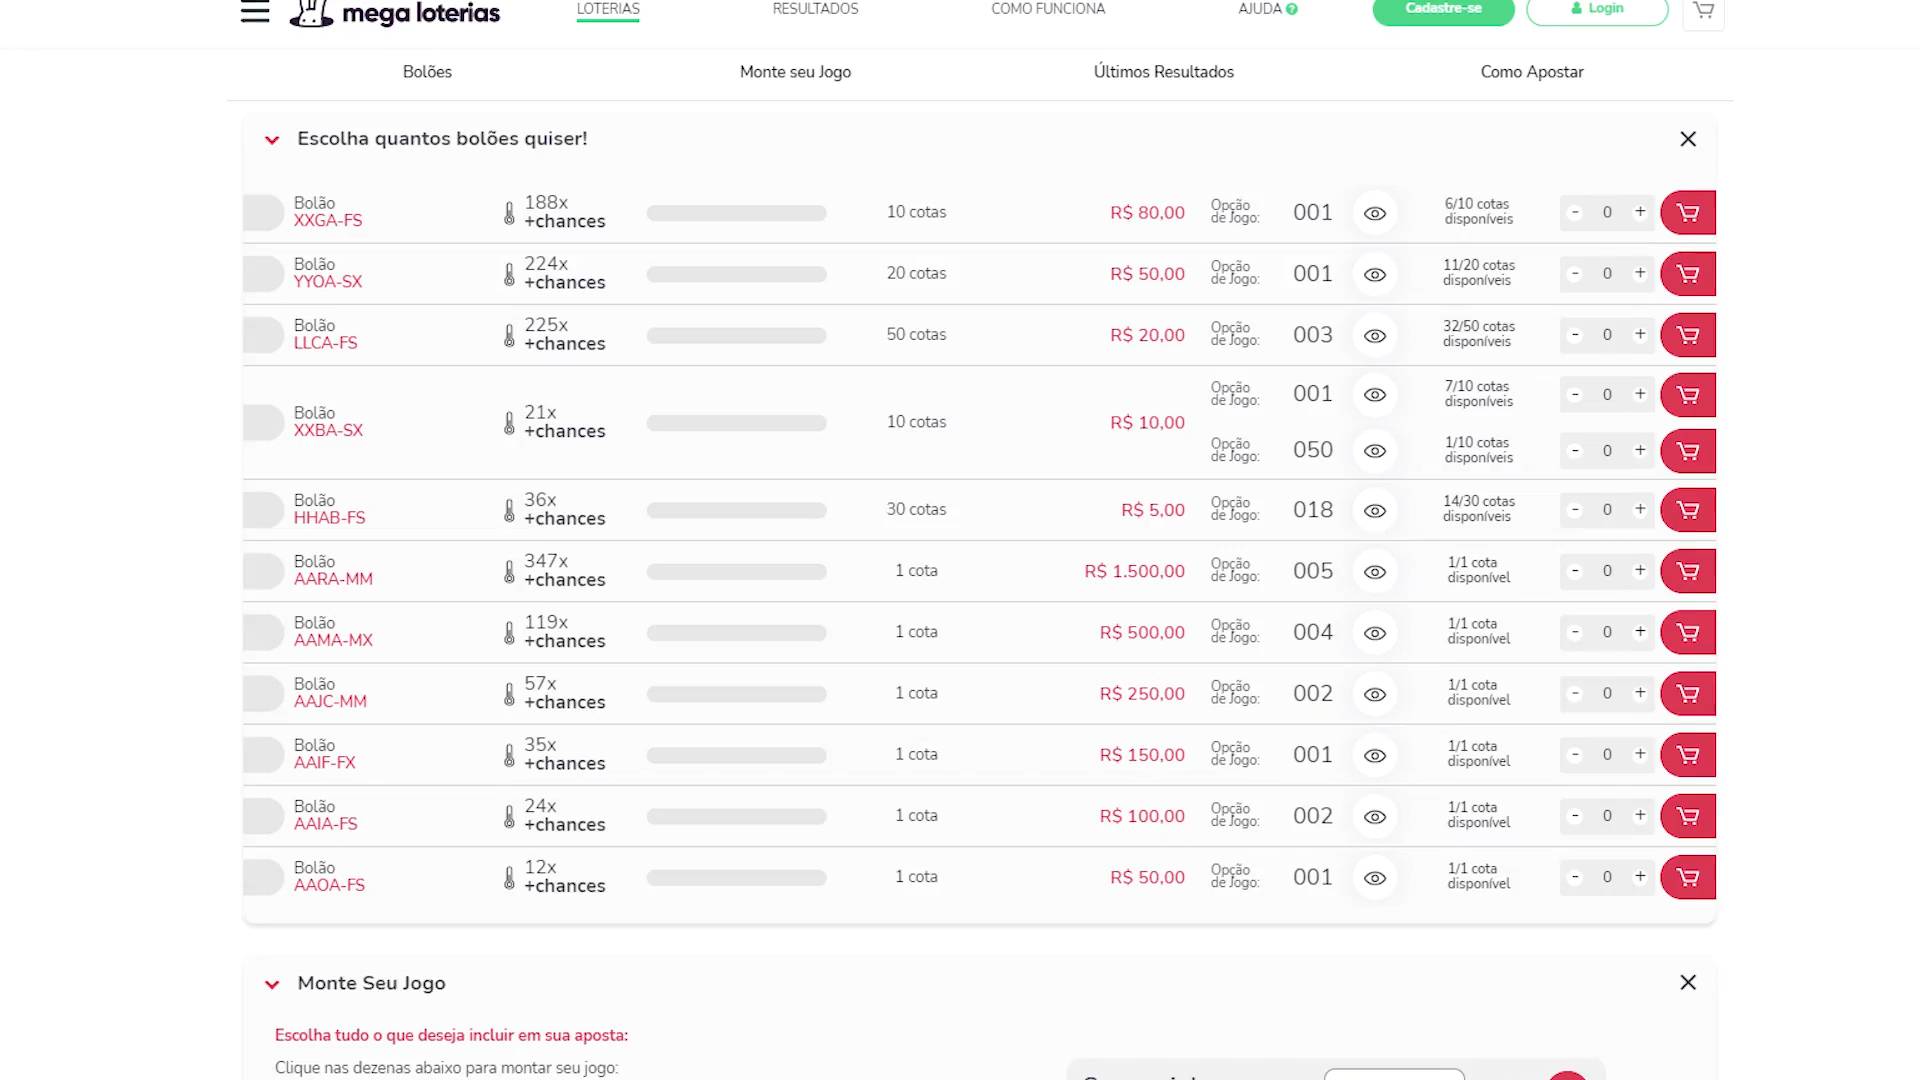 mega loterias
LOTERIAS
RESULTADOS
COMO FUNCIONA
AJUDA
Cadastre-se
Login
Bolões
Monte seu Jogo
Últimos Resultados
Como Apostar
Escolha quantos bolões quiser!
Bolão
XXGA-FS
188x
+chances
10 cotas
R$ 80,00
Opção
de Jogo:
001
6/10 cotas
disponíveis
- 0 +
Bolão
YYOA-SX
224x
+chances
20 cotas
R$ 50,00
Opção
de Jogo:
001
11/20 cotas
disponíveis
- 0 +
Bolão
LLCA-FS
225x
+chances
50 cotas
R$ 20,00
Opção
de Jogo:
003
32/50 cotas
disponíveis
- 0 +
Bolão
XXBA-SX
21x
+chances
10 cotas
R$ 10,00
Opção
de Jogo:
001
7/10 cotas
disponíveis
- 0 +
Opção
de Jogo:
050
1/10 cotas
disponíveis
- 0 +
Bolão
HHAB-FS
36x
+chances
30 cotas
R$ 5,00
Opção
de Jogo:
018
14/30 cotas
disponíveis
- 0 +
Bolão
AARA-MM
347x
+chances
1 cota
R$ 1.500,00
Opção
de Jogo:
005
1/1 cota
disponível
- 0 +
Bolão
AAMA-MX
119x
+chances
1 cota
R$ 500,00
Opção
de Jogo:
004
1/1 cota
disponível
- 0 +
Bolão
AAJC-MM
57x
+chances
1 cota
R$ 250,00
Opção
de Jogo:
002
1/1 cota
disponível
- 0 +
Bolão
AAIF-FX
35x
+chances
1 cota
R$ 150,00
Opção
de Jogo:
001
1/1 cota
disponível
- 0 +
Bolão
AAIA-FS
24x
+chances
1 cota
R$ 100,00
Opção
de Jogo:
002
1/1 cota
disponível
- 0 +
Bolão
AAOA-FS
12x
+chances
1 cota
R$ 50,00
Opção
de Jogo:
001
1/1 cota
disponível
- 0 +
Monte Seu Jogo
Escolha tudo o que deseja incluir em sua aposta:
Clique nas dezenas abaixo para montar seu jogo: